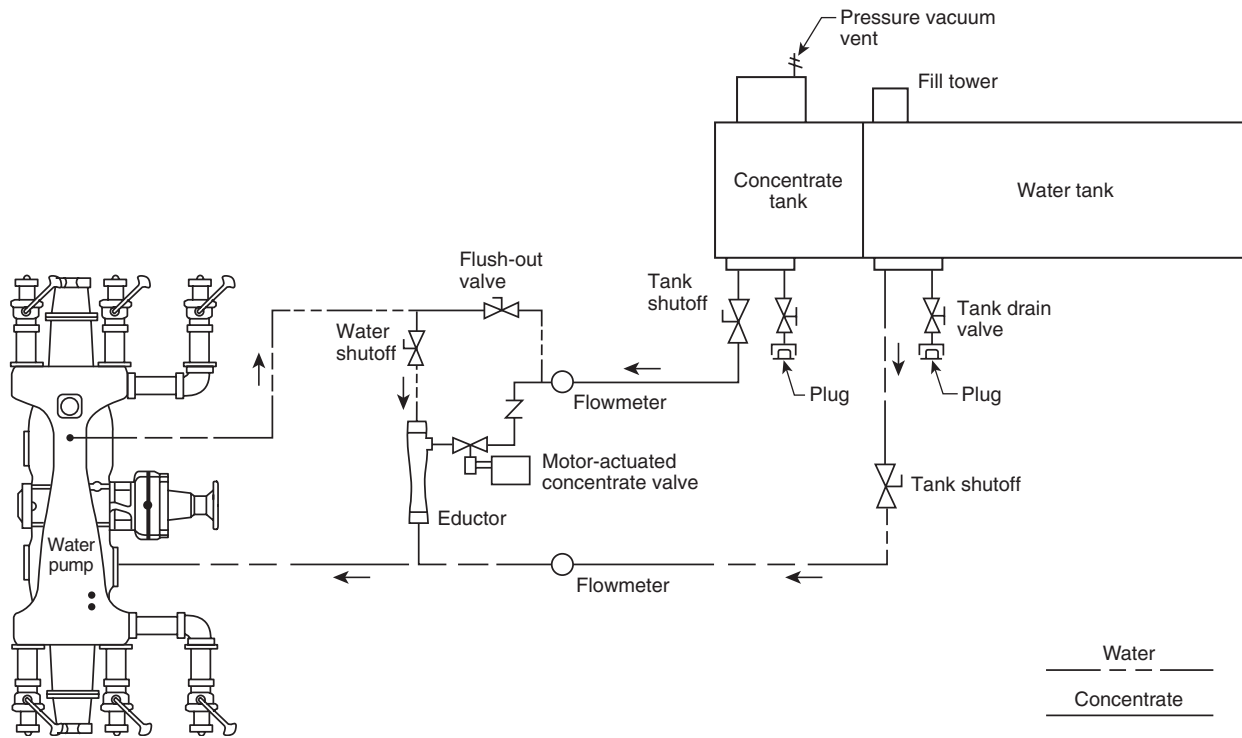 Pressure vacuum
vent
Fill tower
Concentrate
tank
Water tank
Flush-out
valve
Tank
shutoff
Tank drain
valve
Water
shutoff
Plug
Plug
Flowmeter
Motor-actuated
concentrate valve
Tank shutoff
Eductor
Water
pump
Flowmeter
Water
Concentrate